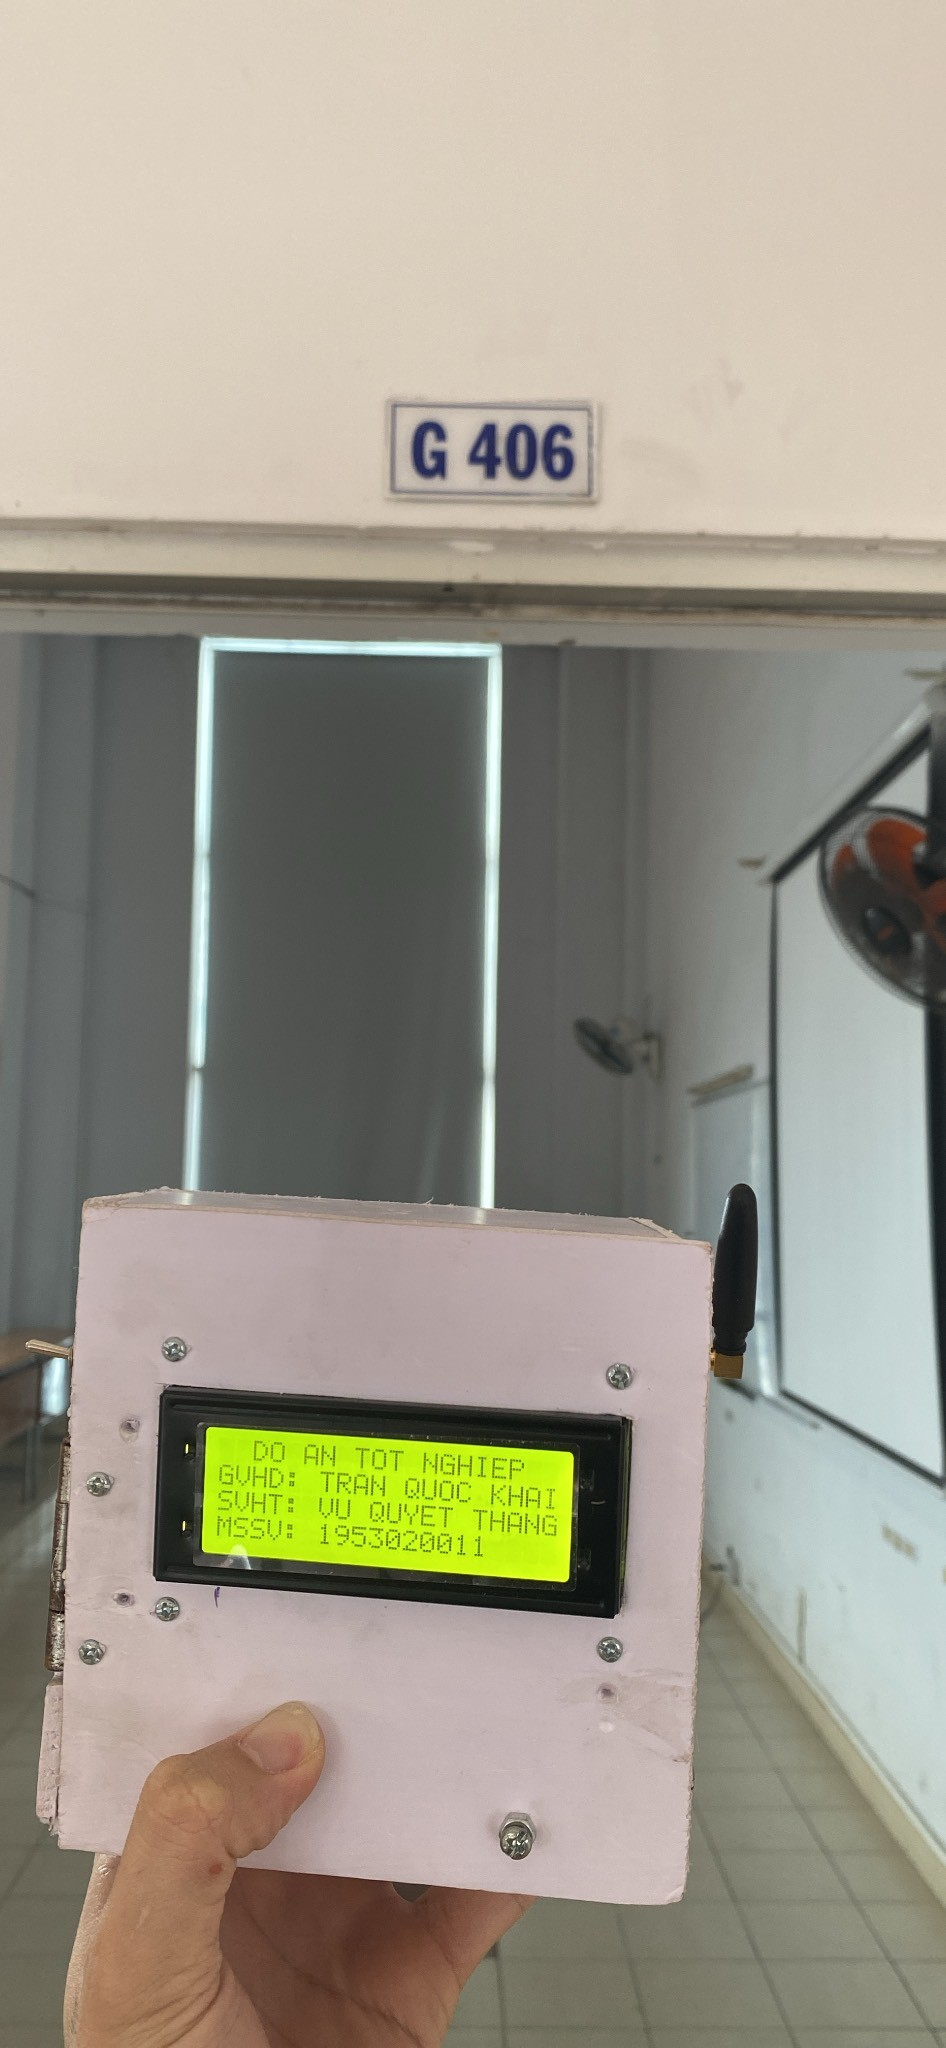 G 406
DO AN TOT NGHIEP
GVHD: TRAN QUOC KHAI
SVHT: VU QUYET THANG
MSSV: 1953020011